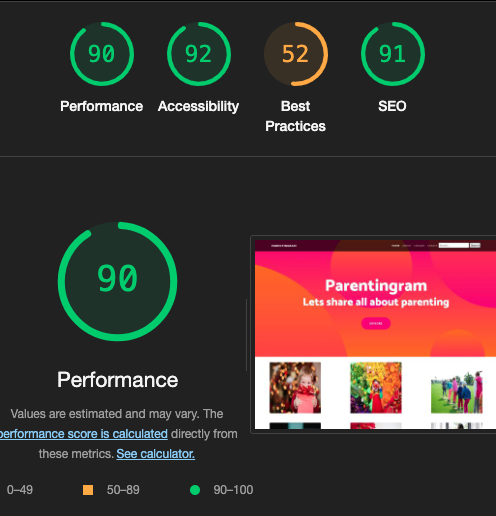 90
92
52
91
Performance
Accessibility
Best
Practices
SEO
90
Performance
Values are estimated and may vary. The
performance score is calculated directly from
these metrics. See calculator.
0–49
50–89
90–100
Parentingram
Lets share all about parenting